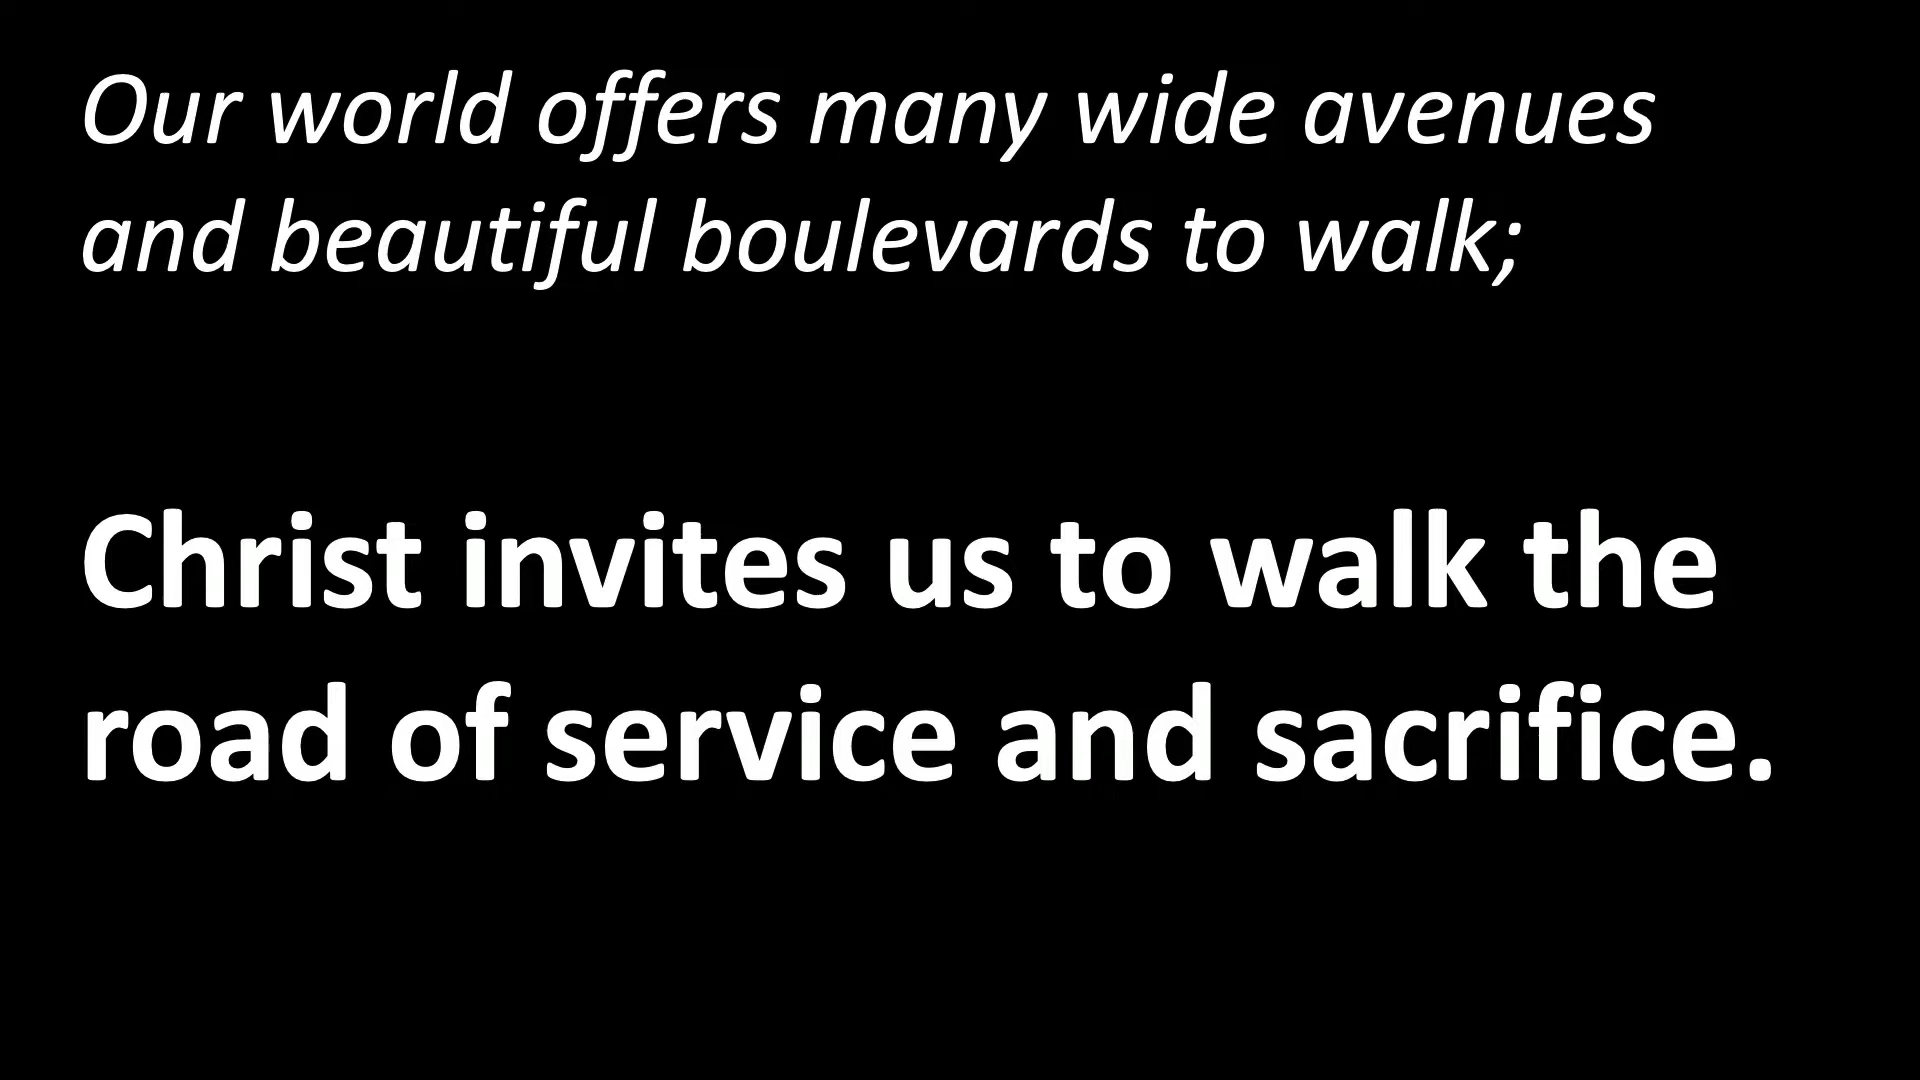 Our world offers many wide avenues
and beautiful boulevards to walk;
Christ invites us to walk the
road of service and sacrifice.